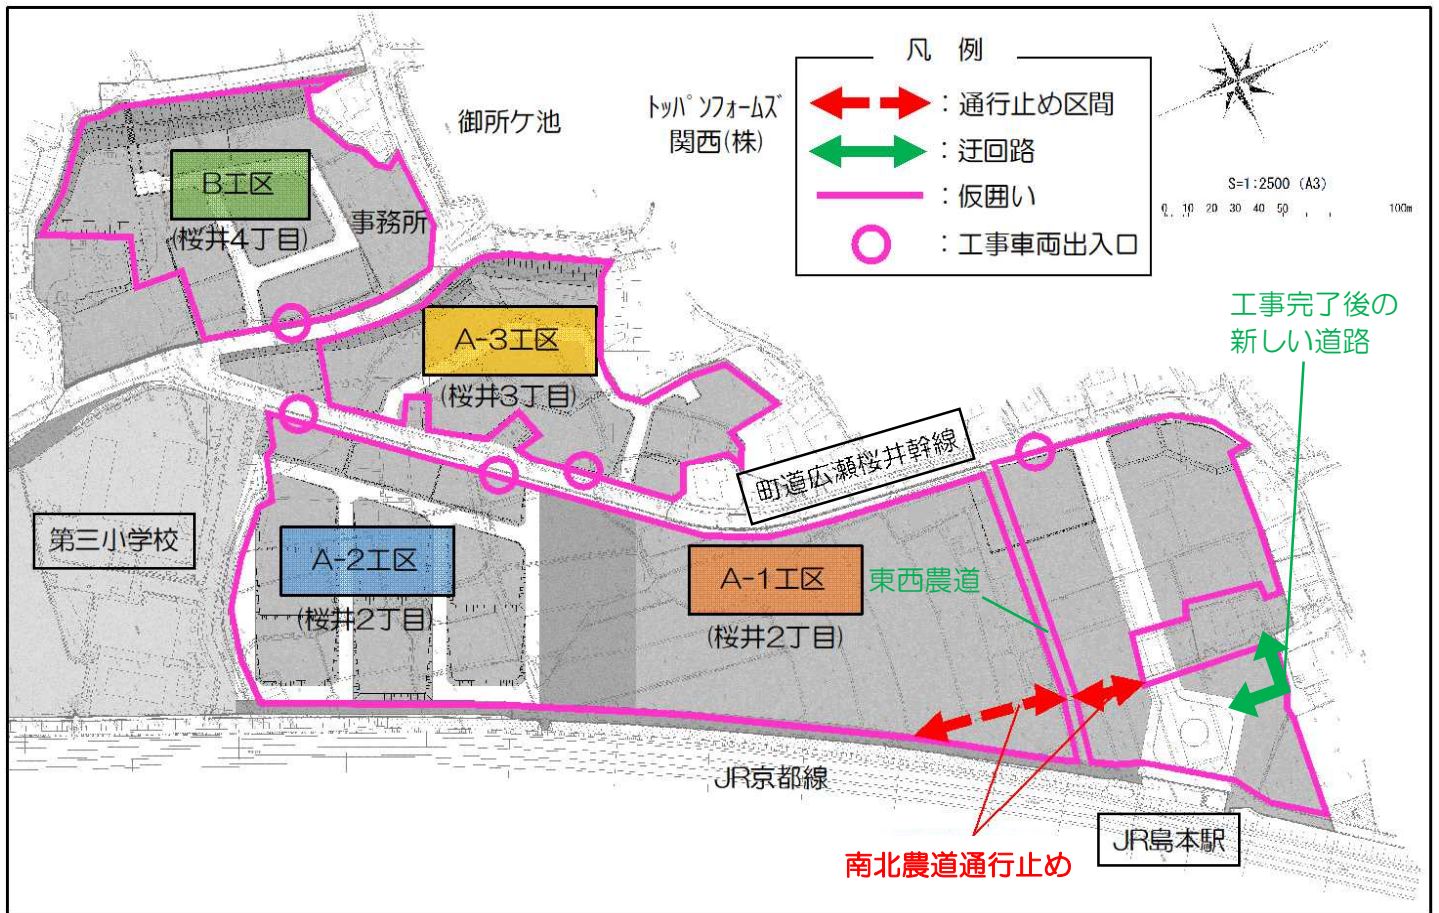 凡 例
：通行止め区間
：迂回路
：仮囲い
：工事車両出入口
S=1:2500 (A3)
0 10 20 30 40 50 100m
御所ケ池
ﾄｯﾊﾟﾝﾌｫｰﾑｽﾞ
関西(株)
B工区
(桜井4丁目)
事務所
A-3工区
(桜井3丁目)
工事完了後の
新しい道路
町道広瀬桜井幹線
第三小学校
A-2工区
(桜井2丁目)
A-1工区
(桜井2丁目)
東西農道
JR京都線
JR島本駅
南北農道通行止め